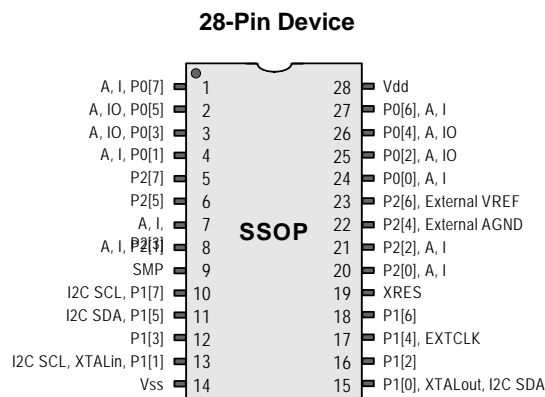 28-Pin Device
A, I, P0[7] 1 28 Vdd
A, IO, P0[5] 2 27 P0[6], A, I
A, IO, P0[3] 3 26 P0[4], A, IO
A, I, P0[1] 4 25 P0[2], A, IO
P2[7] 5 24 P0[0], A, I
P2[5] 6 23 P2[6], External VREF
A, I, P2[3] 7 SSOP 22 P2[4], External AGND
A, I, P2[1] 8 21 P2[2], A, I
SMP 9 20 P2[0], A, I
I2C SCL, P1[7] 10 19 XRES
I2C SDA, P1[5] 11 18 P1[6]
P1[3] 12 17 P1[4], EXTCLK
I2C SCL, XTALin, P1[1] 13 16 P1[2]
Vss 14 15 P1[0], XTALout, I2C SDA